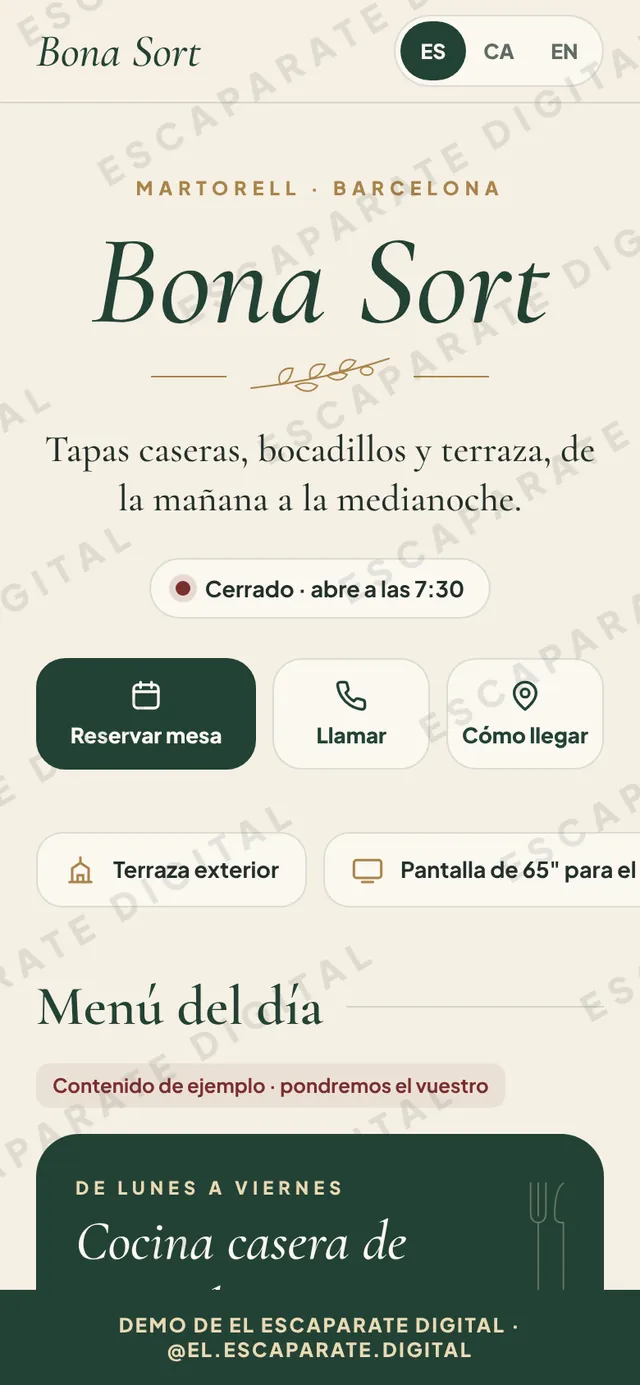 Bona Sort
ES CA EN
MARTORELL · BARCELONA
Bona Sort
Tapas caseras, bocadillos y terraza, de
la mañana a la medianoche.
Cerrado · abre a las 7:30
Reservar mesa
Llamar
Cómo llegar
Terraza exterior
Pantalla de 65" para el
Menú del día
Contenido de ejemplo · pondremos el vuestro
DE LUNES A VIERNES
Cocina casera de
DEMO DE EL ESCAPARATE DIGITAL ·
@EL.ESCAPARATE.DIGITAL
ESCAPARATE DIGITAL